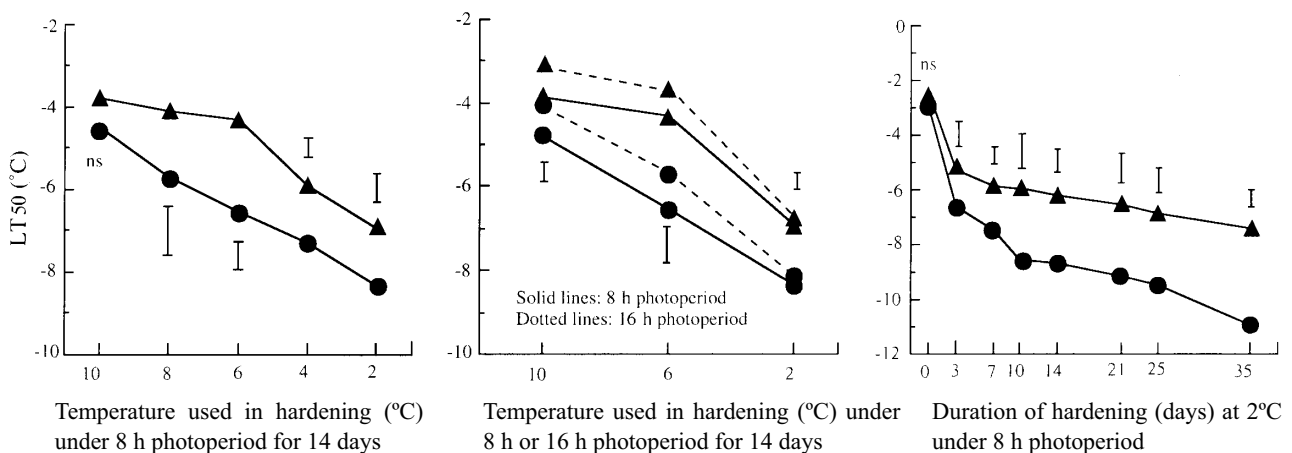 LT 50 (°C)
-2
-4
-6
-8
-10
ns
10 8 6 4 2
Temperature used in hardening (ºC)
under 8 h photoperiod for 14 days
-2
-4
-6
-8
-10
Solid lines: 8 h photoperiod
Dotted lines: 16 h photoperiod
10 6 2
Temperature used in hardening (ºC) under
8 h or 16 h photoperiod for 14 days
-0
-2
-4
-6
-8
-10
-12
ns
0 3 7 10 14 21 25 35
Duration of hardening (days) at 2ºC
under 8 h photoperiod